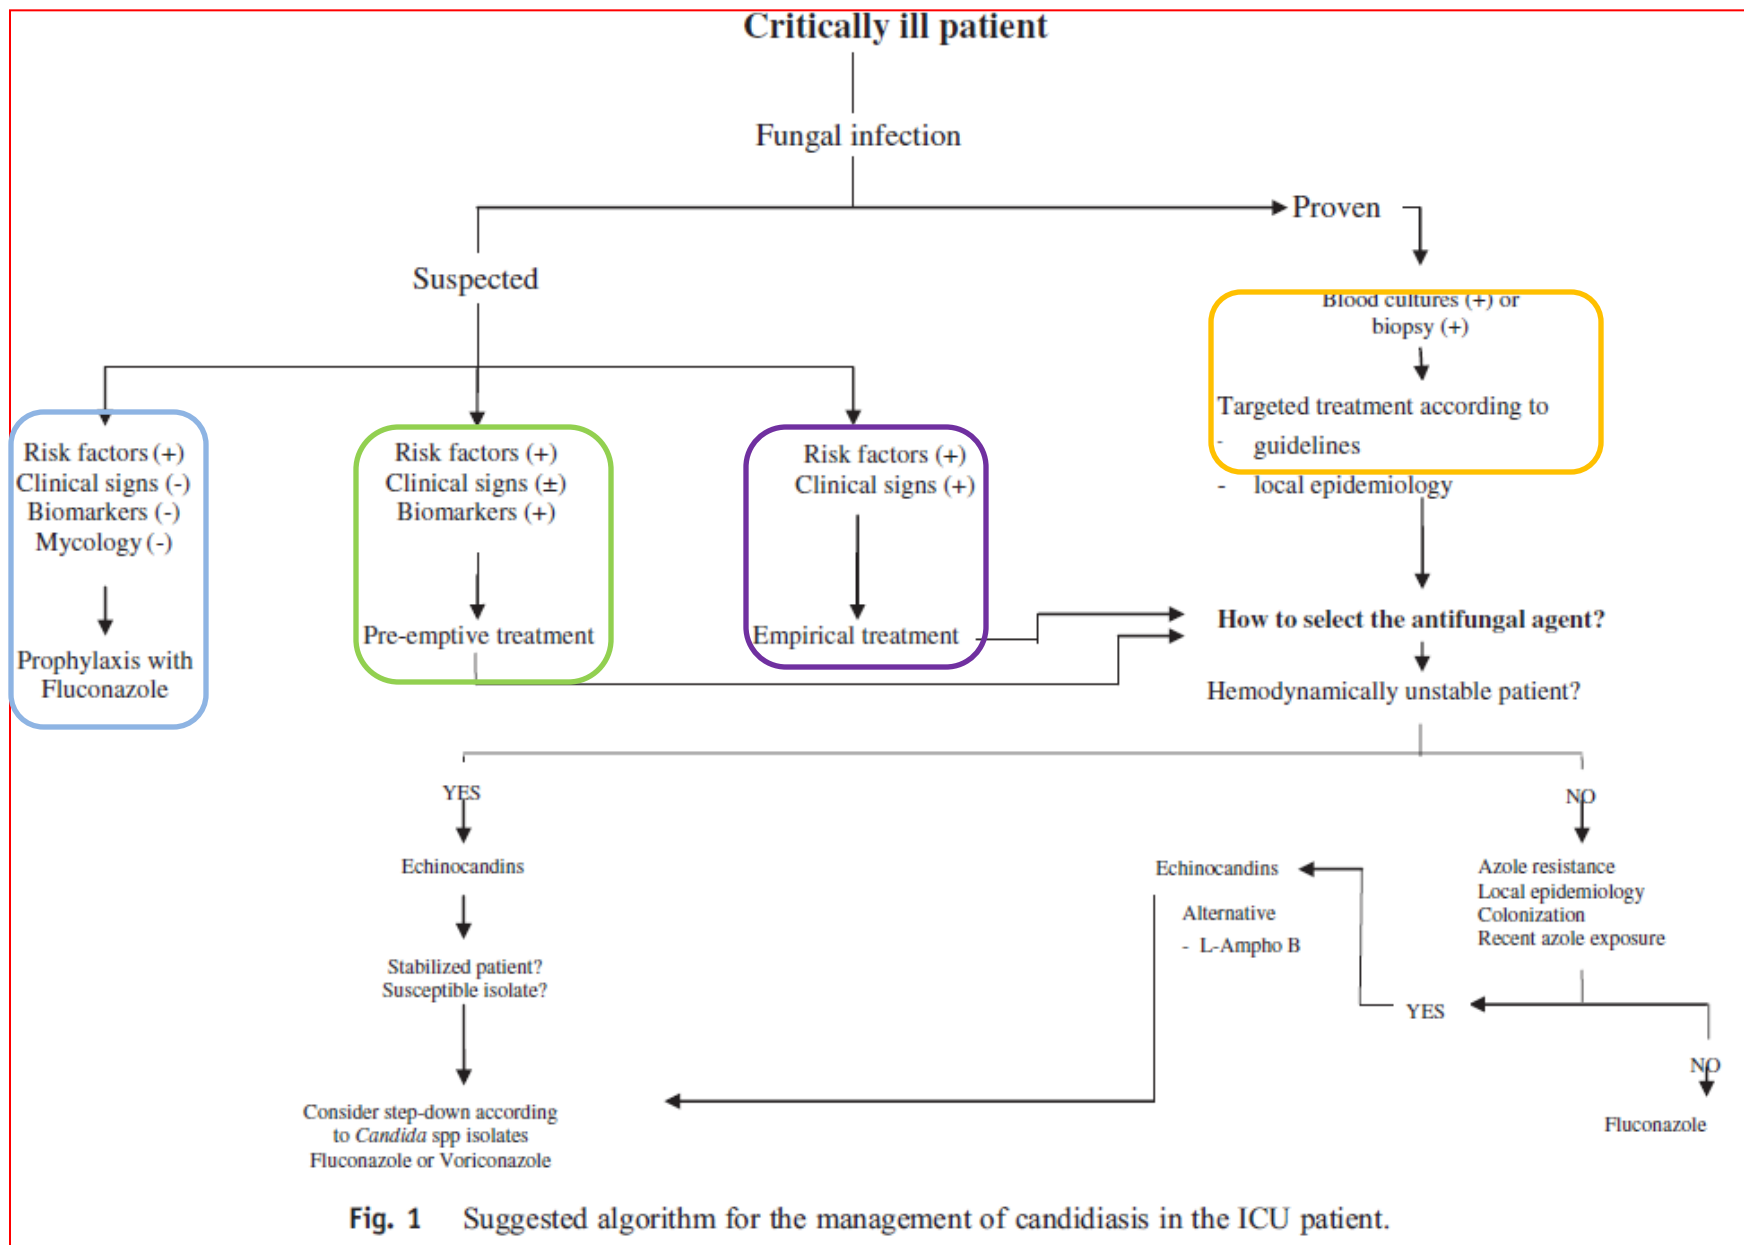 Critically ill patient
Fungal infection
Proven
Suspected
Blood cultures (+) or
biopsy (+)
Targeted treatment according to
- guidelines
- local epidemiology
Risk factors (+)
Clinical signs (-)
Biomarkers (-)
Mycology (-)
Prophylaxis with
Fluconazole
Risk factors (+)
Clinical signs (±)
Biomarkers (+)
Pre-emptive treatment
Risk factors (+)
Clinical signs (+)
Empirical treatment
How to select the antifungal agent?
Hemodynamically unstable patient?
YES
Echinocandins
Stabilized patient?
Susceptible isolate?
Consider step-down according
to Candida spp isolates
Fluconazole or Voriconazole
NO
Azole resistance
Local epidemiology
Colonization
Recent azole exposure
YES
Echinocandins
Alternative
- L-Ampho B
NO
Fluconazole
Fig. 1 Suggested algorithm for the management of candidiasis in the ICU patient.